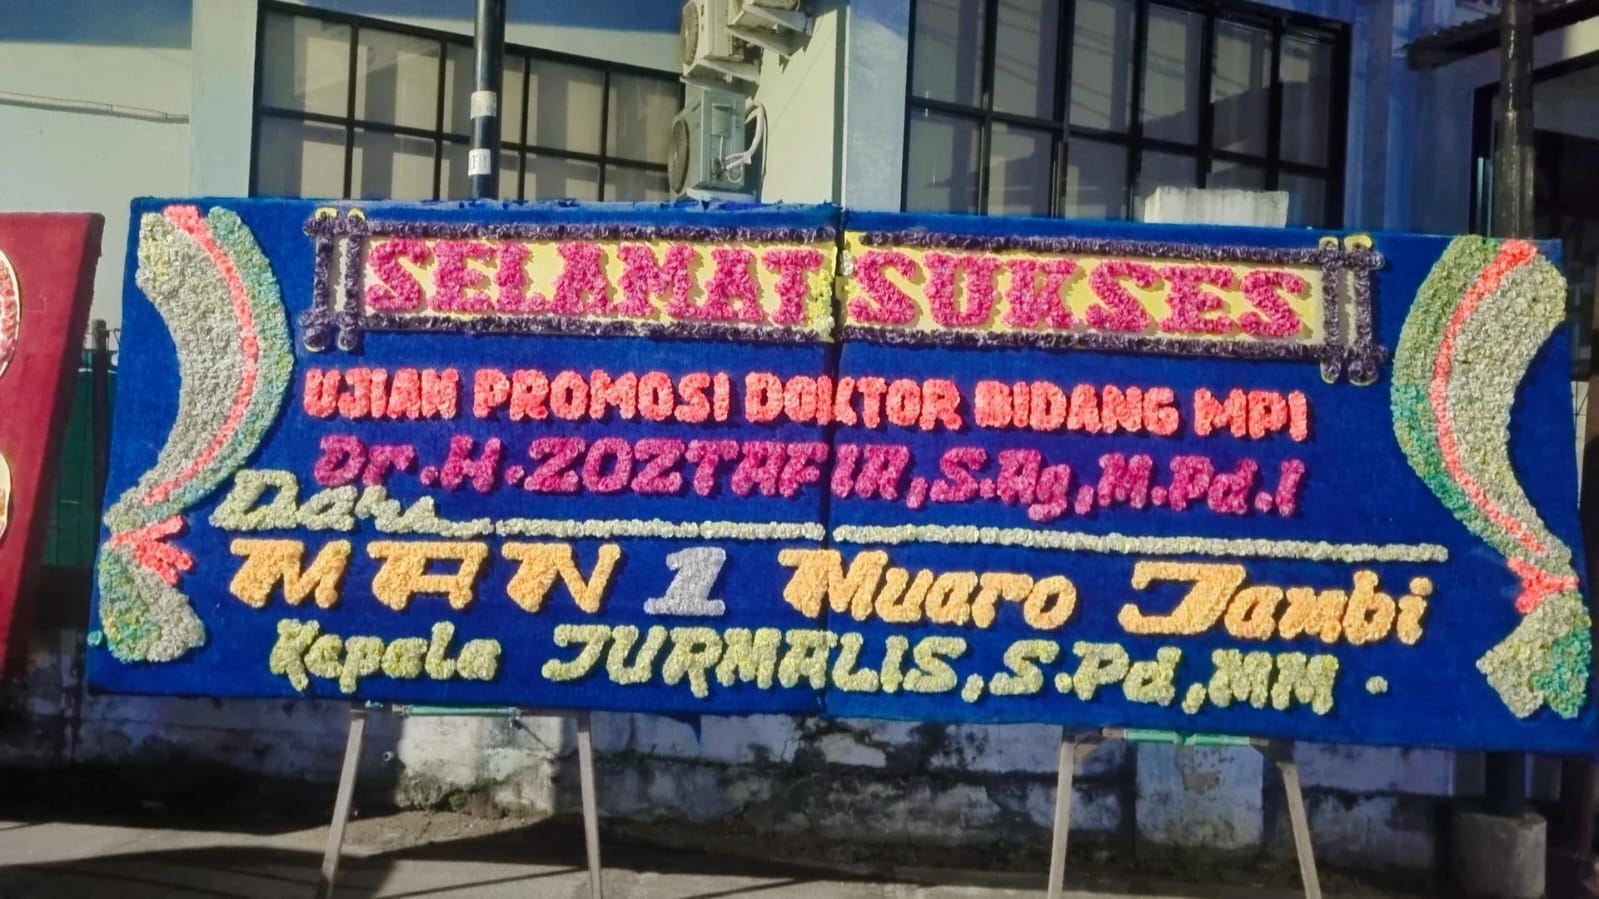 SELAMAT SUKSES
UJIAN PROMOSI DOKTOR BIDANG MPI
Dr.H.ZOZTAFIA,S.Ag,M.Pd.I
Dari
MAN 1 Muaro Jambi
Kepala JURMALIS,S.Pd,MM.